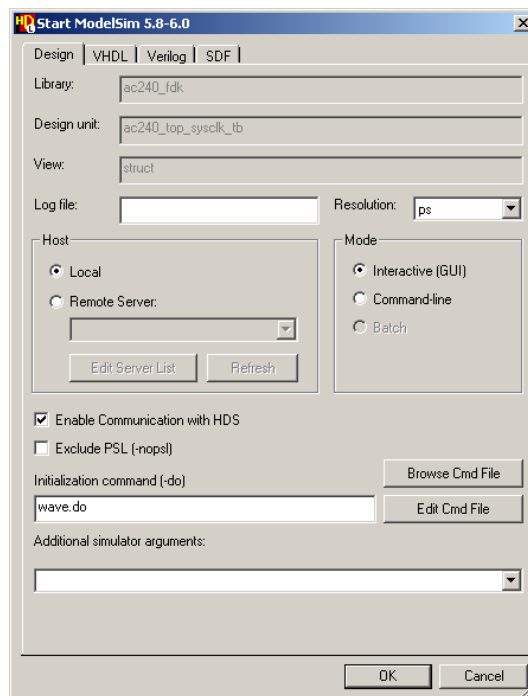 HD Start ModelSim 5.8-6.0
Design VHDL Verilog SDF
Library: ac240_fdk
Design unit: ac240_top_sysclk_tb
View: struct
Log file: Resolution: ps
Host Mode
Local Interactive (GUI)
Remote Server: Command-line
Batch
Edit Server List Refresh
Enable Communication with HDS
Exclude PSL (-nopsl)
Browse Cmd File
Initialization command (-do)
wave.do Edit Cmd File
Additional simulator arguments:
OK Cancel